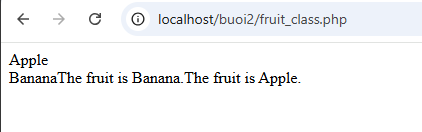 localhost/buoi2/fruit_class.php
Apple
BananaThe fruit is Banana.The fruit is Apple.